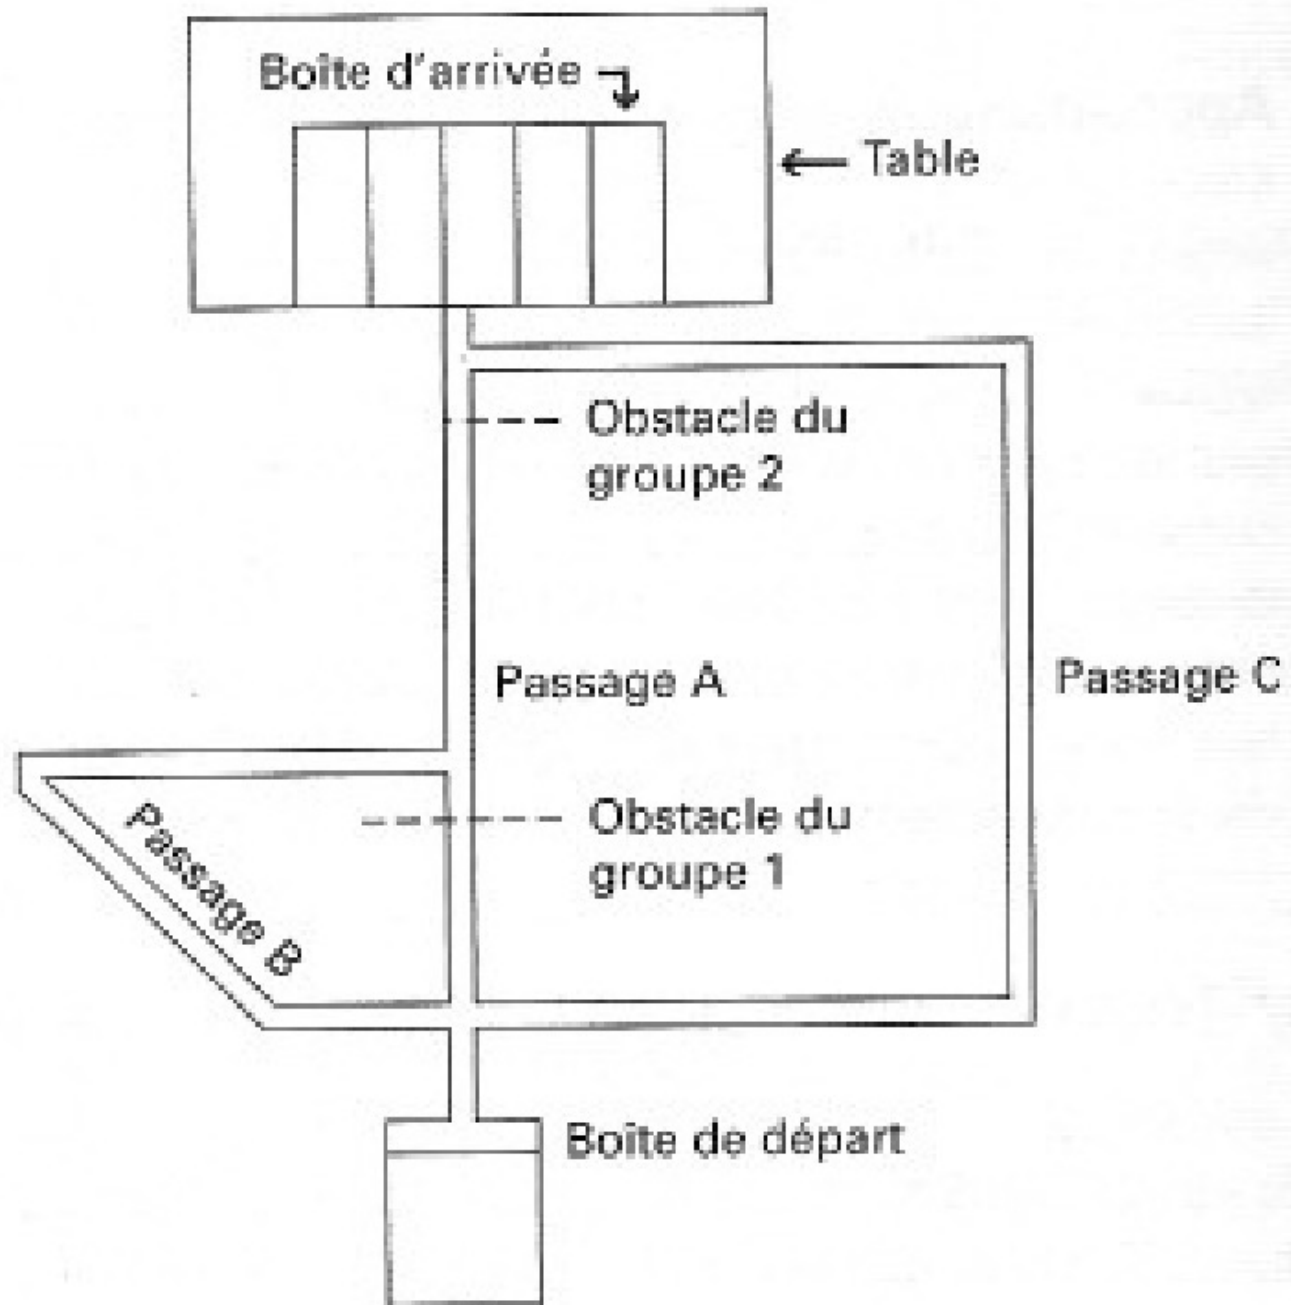 Boîte d'arrivée
Table
Obstacle du
groupe 2
Passage A
Passage C
Passage B
Obstacle du
groupe 1
Boîte de départ